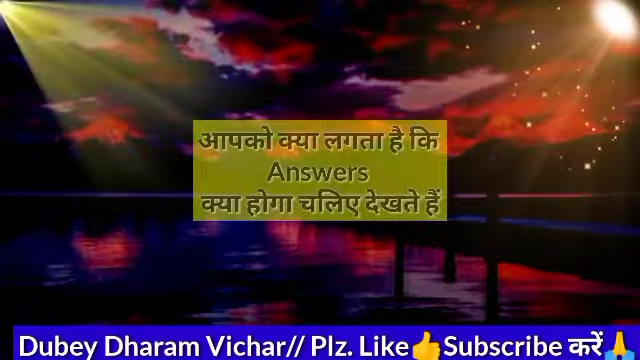 आपको क्या लगता है कि
Answers
क्या होगा चलिए देखते हैं
Dubey Dharam Vichar// Plz. Like👍Subscribe करें🙏